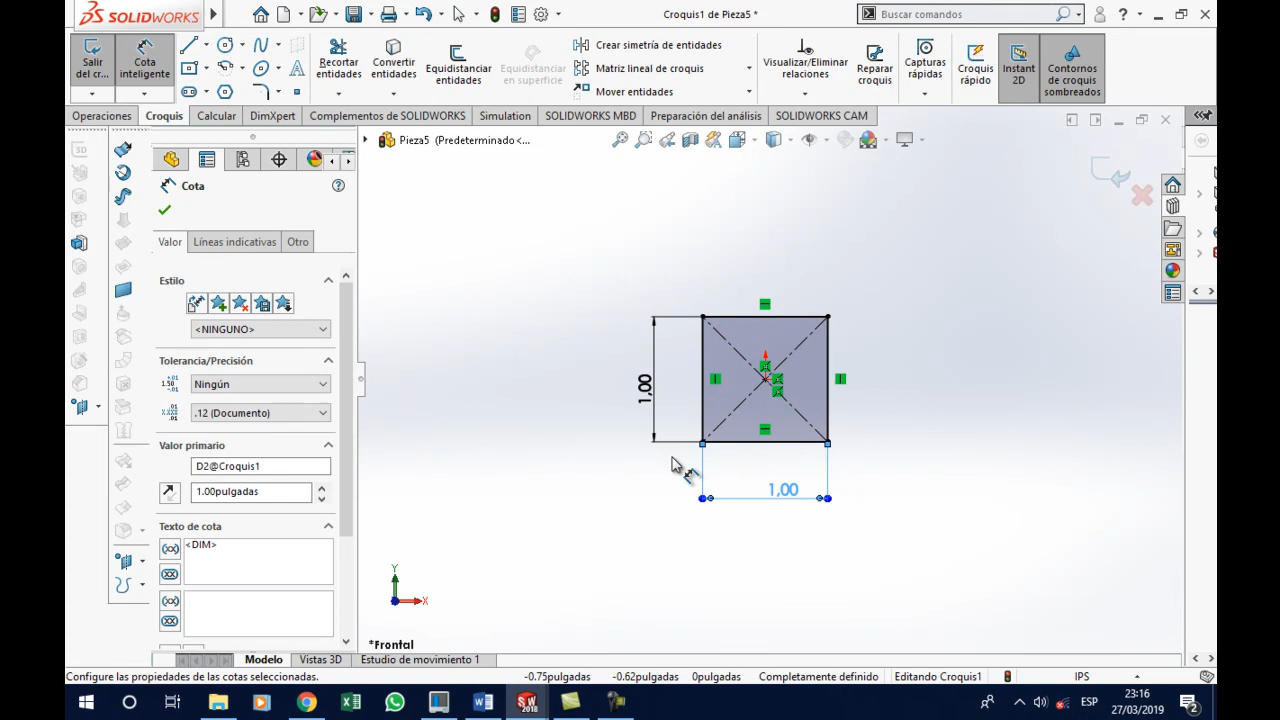 SOLIDWORKS
Croquis1 de Pieza5 *
Buscar comandos
Salir del cr...
Cota inteligente
Recortar entidades
Convertir entidades
Equidistanciar entidades
Equidistanciar en superficie
Crear simetría de entidades
Matriz lineal de croquis
Mover entidades
Visualizar/Eliminar relaciones
Reparar croquis
Capturas rápidas
Croquis rápido
Instant 2D
Contornos de croquis sombreados
Operaciones
Croquis
Calcular
DimXpert
Complementos de SOLIDWORKS
Simulation
SOLIDWORKS MBD
Preparación del análisis
SOLIDWORKS CAM
Pieza5 (Predeterminado<...
Cota
Valor
Líneas indicativas
Otro
Estilo
<NINGUNO>
Tolerancia/Precisión
Ningún
.12 (Documento)
Valor primario
D2@Croquis1
1.00pulgadas
Texto de cota
<DIM>
1,00
1,00
Y
X
*Frontal
Modelo
Vistas 3D
Estudio de movimiento 1
Configure las propiedades de las cotas seleccionadas.
-0.75pulgadas
-0.62pulgadas
0pulgadas
Completamente definido
Editando Croquis1
IPS
ESP
23:16
27/03/2019
2